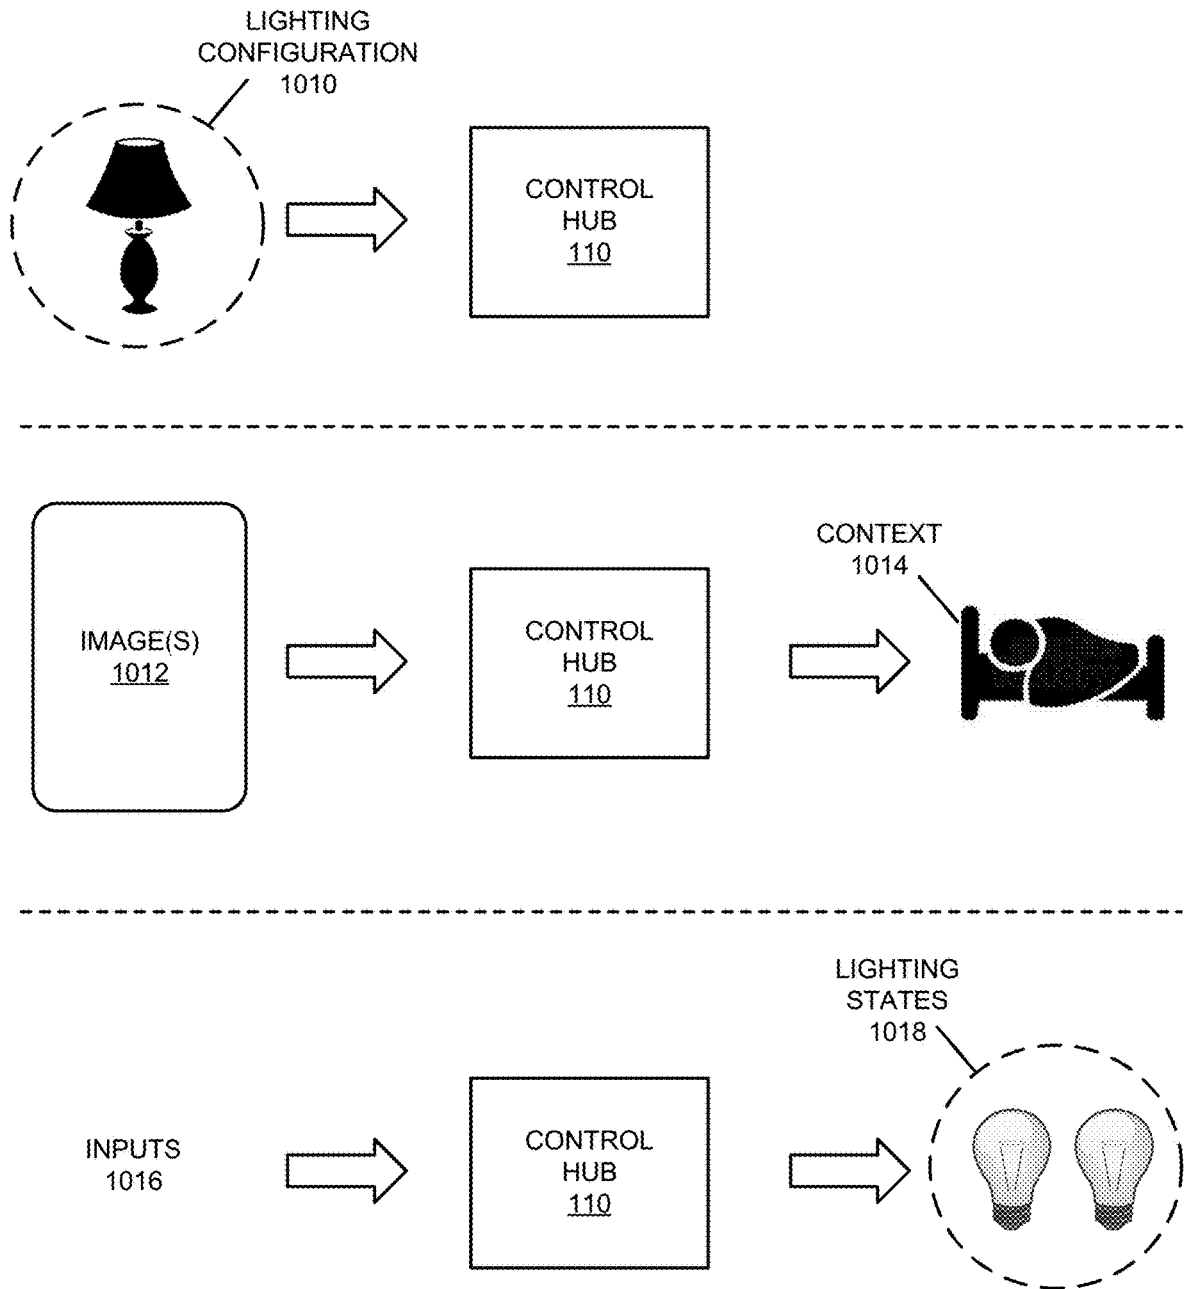 LIGHTING
CONFIGURATION
1010
CONTROL
HUB
110
IMAGE(S)
1012
CONTROL
HUB
110
CONTEXT
1014
INPUTS
1016
CONTROL
HUB
110
LIGHTING
STATES
1018